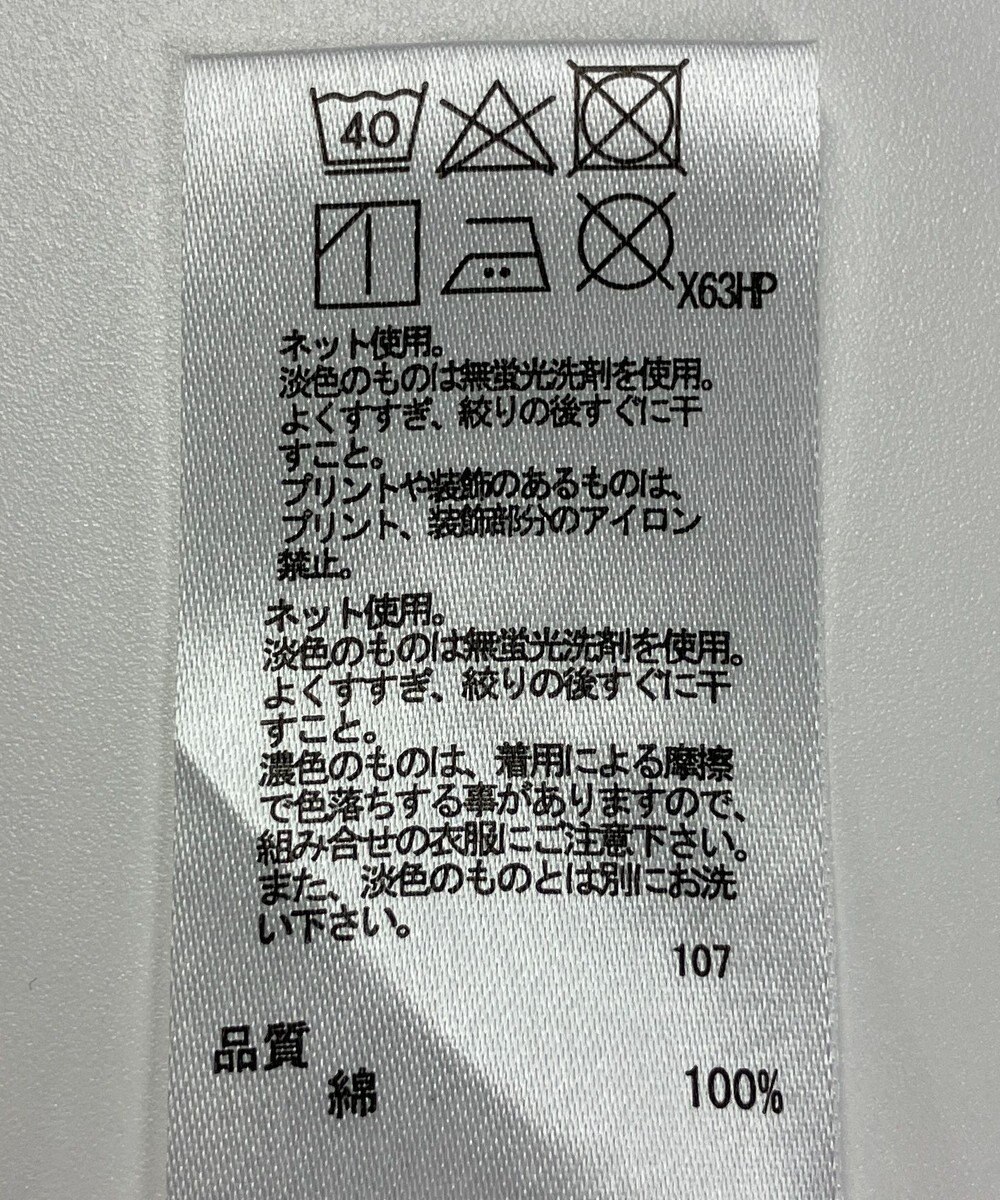 40
X63HP
ネット使用。
淡色のものは無蛍光洗剤を使用。
よくすすぎ、絞りの後すぐに干
すこと。
プリントや装飾のあるものは、
プリント、装飾部分のアイロン
禁止。
ネット使用。
淡色のものは無蛍光洗剤を使用。
よくすすぎ、絞りの後すぐに干
すこと。
濃色のものは、着用による摩擦
で色落ちする事がありますので、
組み合せの衣服にご注意下さい。
また、淡色のものとは別にお洗
い下さい。
107
品質
綿 100%